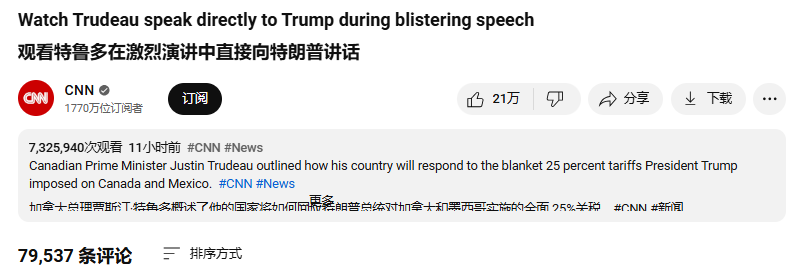 Watch Trudeau speak directly to Trump during blistering speech
观看特鲁多在激烈演讲中直接向特朗普讲话
CNN
CNN
1770万位订阅者
订阅
21万
分享
下载
7,325,940次观看 11小时前 #CNN #News
Canadian Prime Minister Justin Trudeau outlined how his country will respond to the blanket 25 percent tariffs President Trump
imposed on Canada and Mexico. #CNN #News
更多
加拿大总理贾斯汀·特鲁多概述了他的国家将如何回应特朗普总统对加拿大和墨西哥实施的全面 25%关税。 #CNN #新闻
79,537 条评论
排序方式